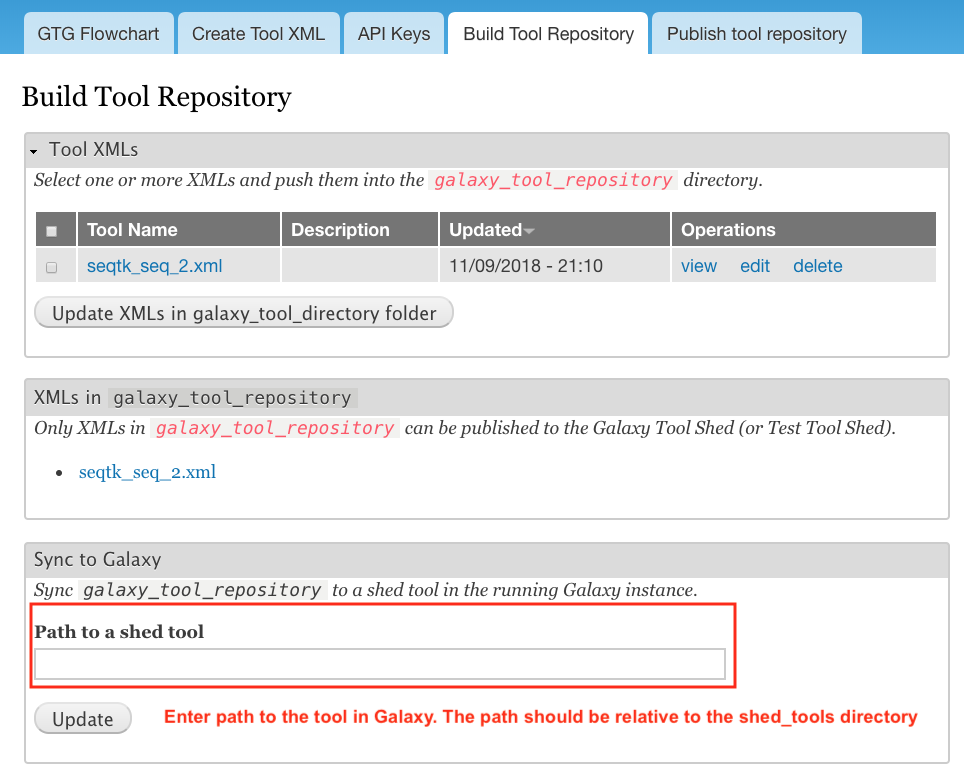 GTG Flowchart Create Tool XML API Keys Build Tool Repository Publish tool repository
Build Tool Repository
Tool XMLs
Select one or more XMLs and push them into the galaxy_tool_repository directory.
Tool Name Description Updated Operations
seqtk_seq_2.xml 11/09/2018 - 21:10 view edit delete
Update XMLs in galaxy_tool_directory folder
XMLs in galaxy_tool_repository
Only XMLs in galaxy_tool_repository can be published to the Galaxy Tool Shed (or Test Tool Shed).
seqtk_seq_2.xml
Sync to Galaxy
Sync galaxy_tool_repository to a shed tool in the running Galaxy instance.
Path to a shed tool
Update Enter path to the tool in Galaxy. The path should be relative to the shed_tools directory